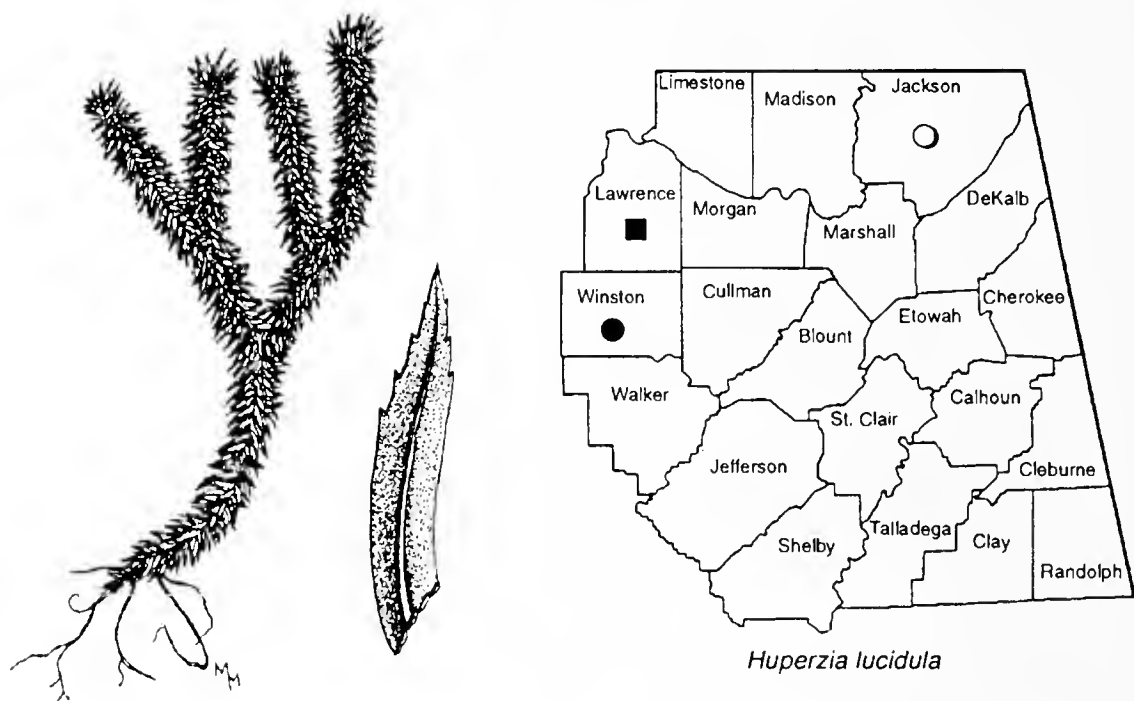 Limestone
Madison
Jackson
Lawrence
Morgan
Marshall
DeKalb
Winston
Cullman
Blount
Etowah
Cherokee
Walker
St. Clair
Calhoun
Jefferson
Cleburne
Shelby
Talladega
Clay
Randolph
MM
Huperzia lucidula